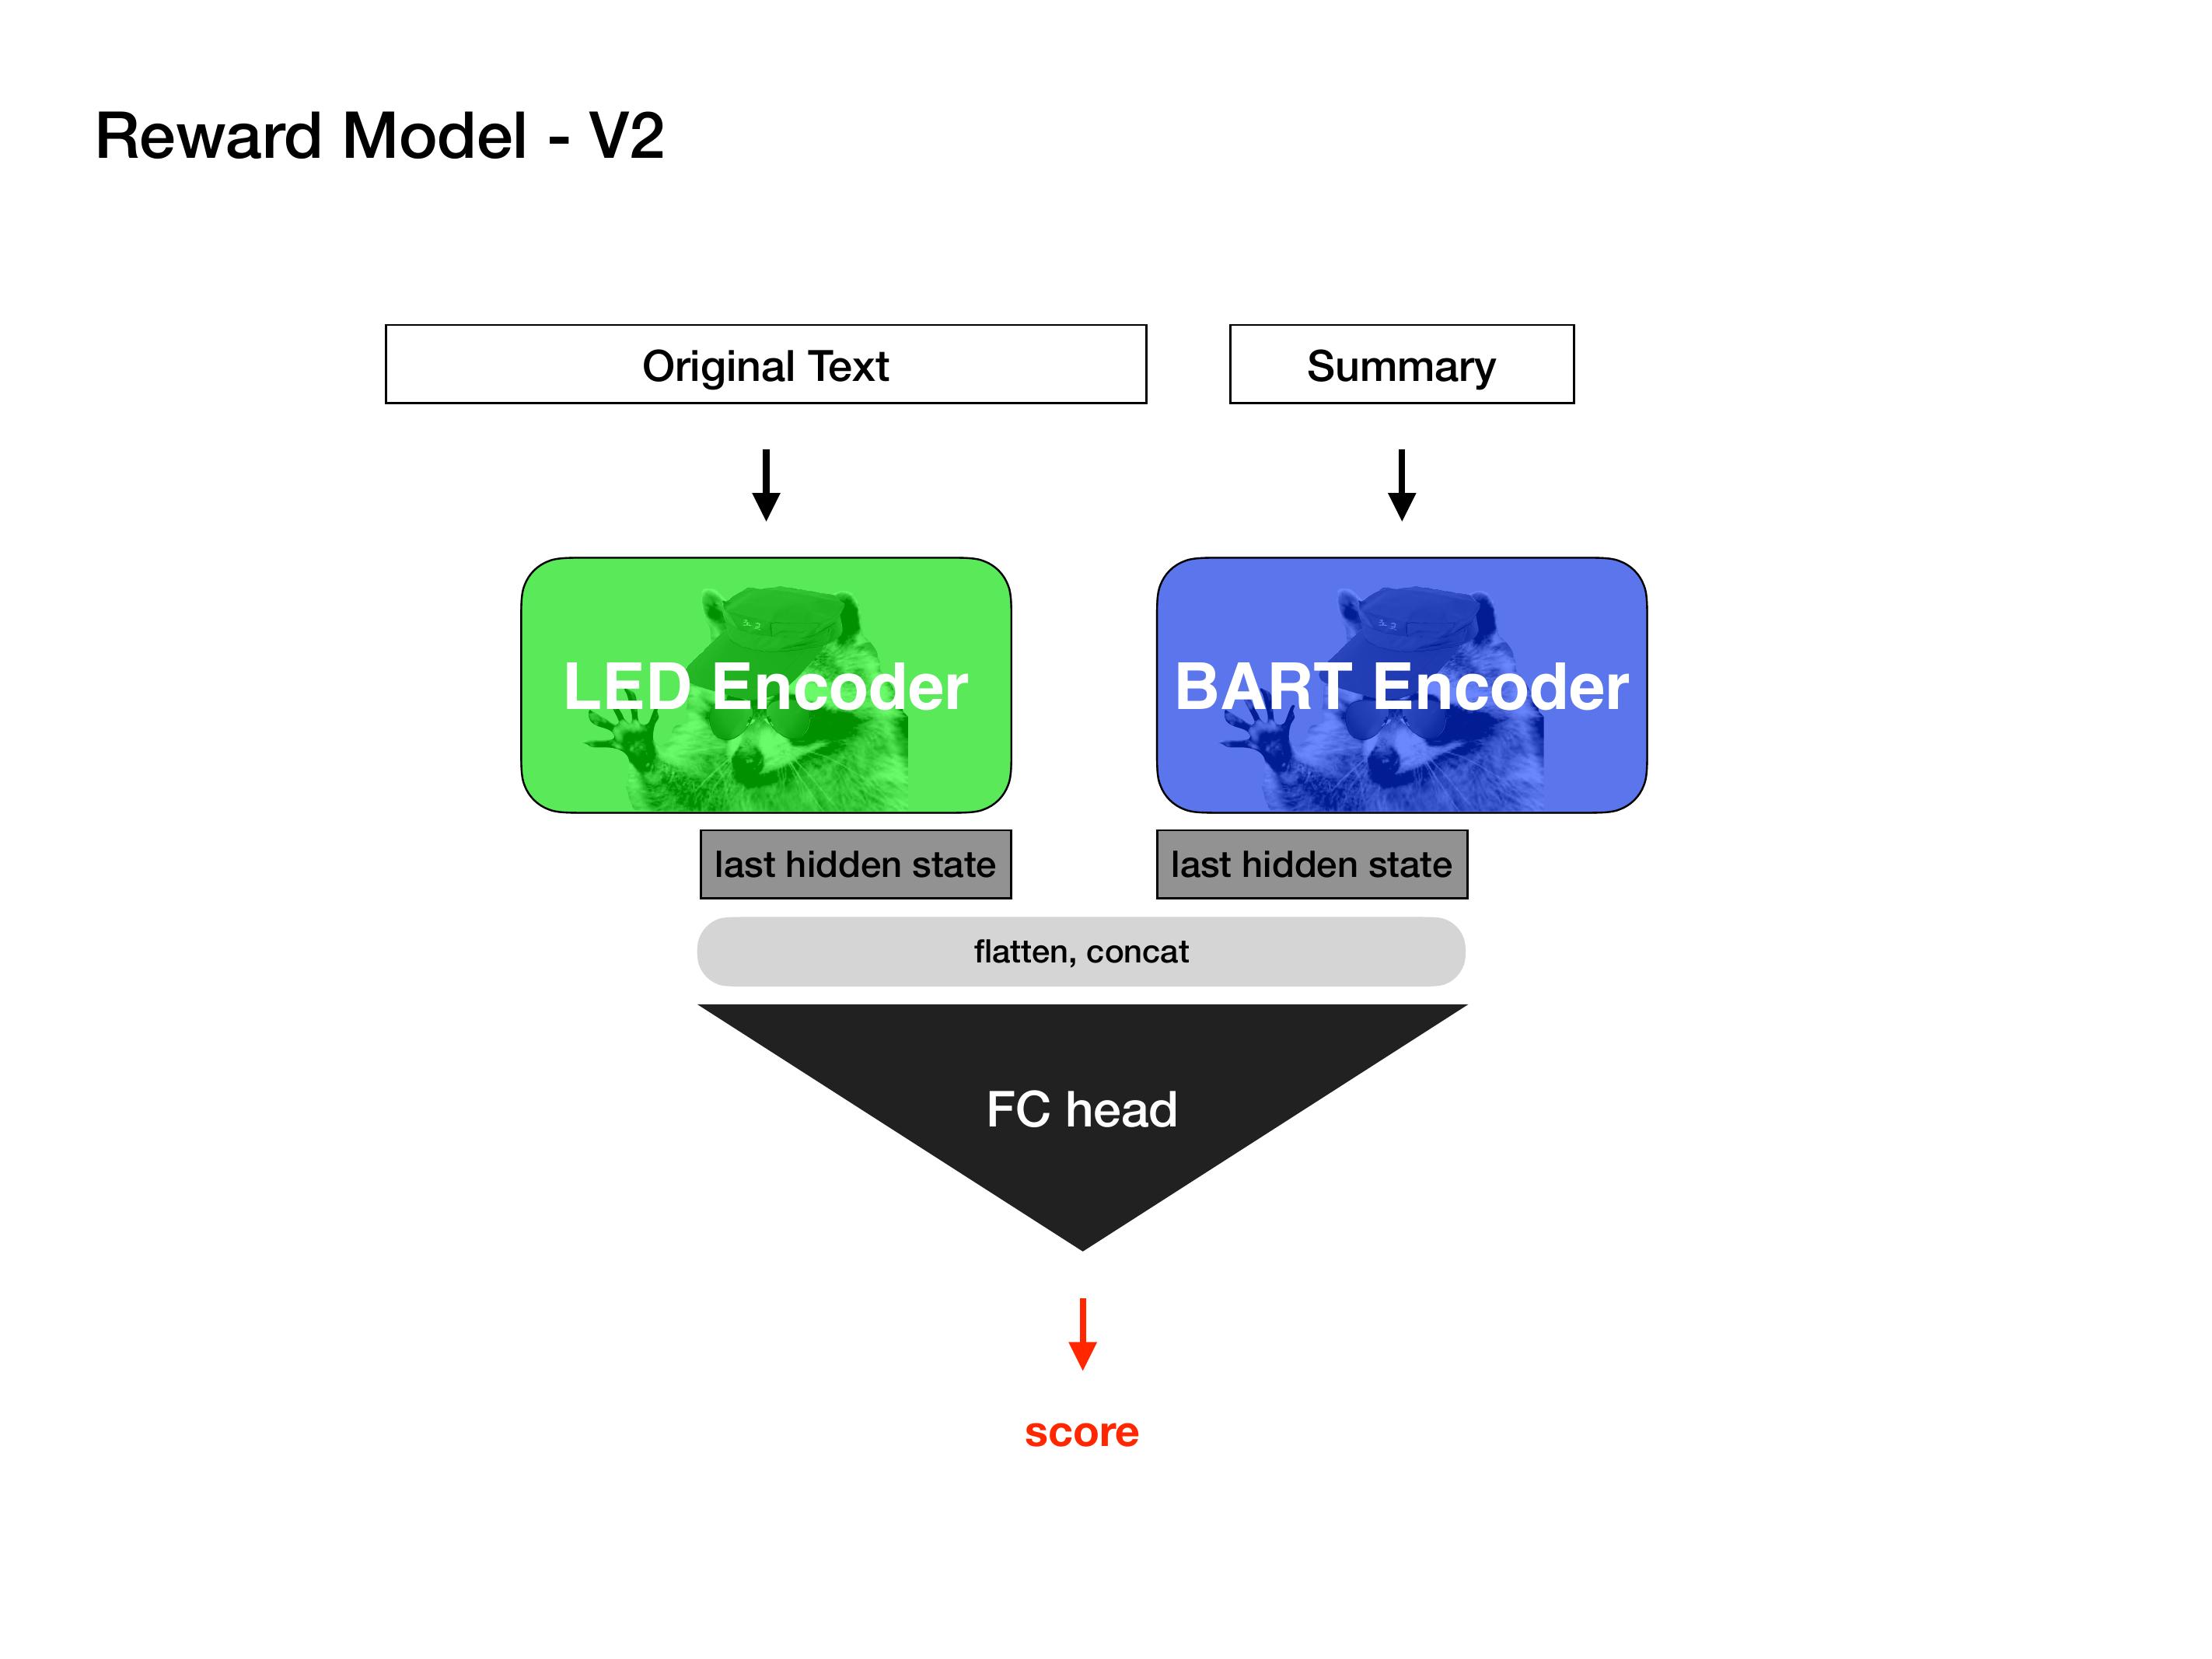 Reward Model - V2
Original Text
Summary
LED Encoder
BART Encoder
last hidden state
last hidden state
flatten, concat
FC head
score